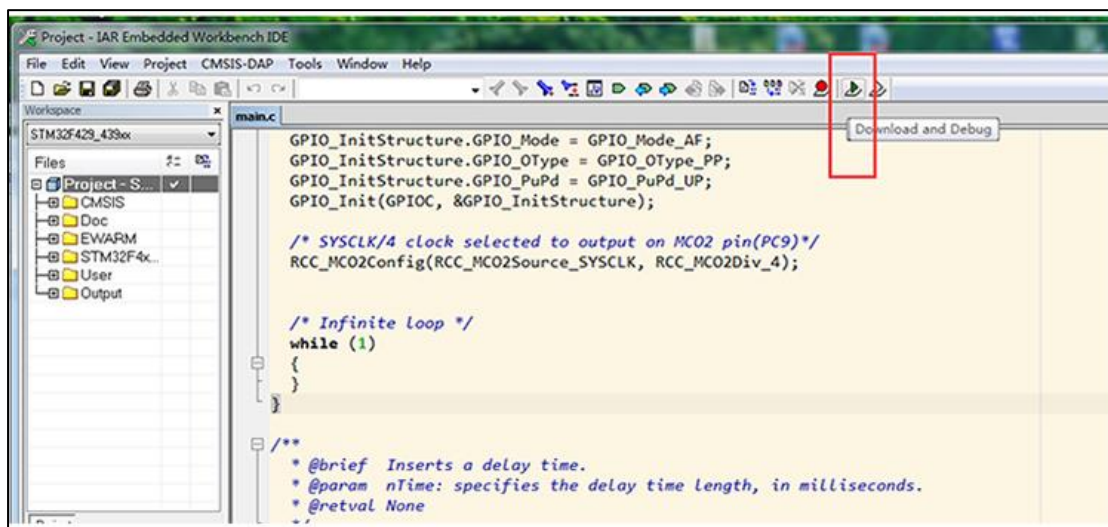 Project - IAR Embedded Workbench IDE
File Edit View Project CMSIS-DAP Tools Window Help
Workspace
STM32F429_439xx
Files
Project - S...
CMSIS
Doc
EWARM
STM32F4x...
User
Output
main.c
Download and Debug
GPIO_InitStructure.GPIO_Mode = GPIO_Mode_AF;
GPIO_InitStructure.GPIO_OType = GPIO_OType_PP;
GPIO_InitStructure.GPIO_PuPd = GPIO_PuPd_UP;
GPIO_Init(GPIOC, &GPIO_InitStructure);
/* SYSCLK/4 clock selected to output on MCO2 pin(PC9)*/
RCC_MCO2Config(RCC_MCO2Source_SYSCLK, RCC_MCO2Div_4);
/* Infinite loop */
while (1)
{
}
}
/**
* @brief Inserts a delay time.
* @param nTime: specifies the delay time length, in milliseconds.
* @retval None